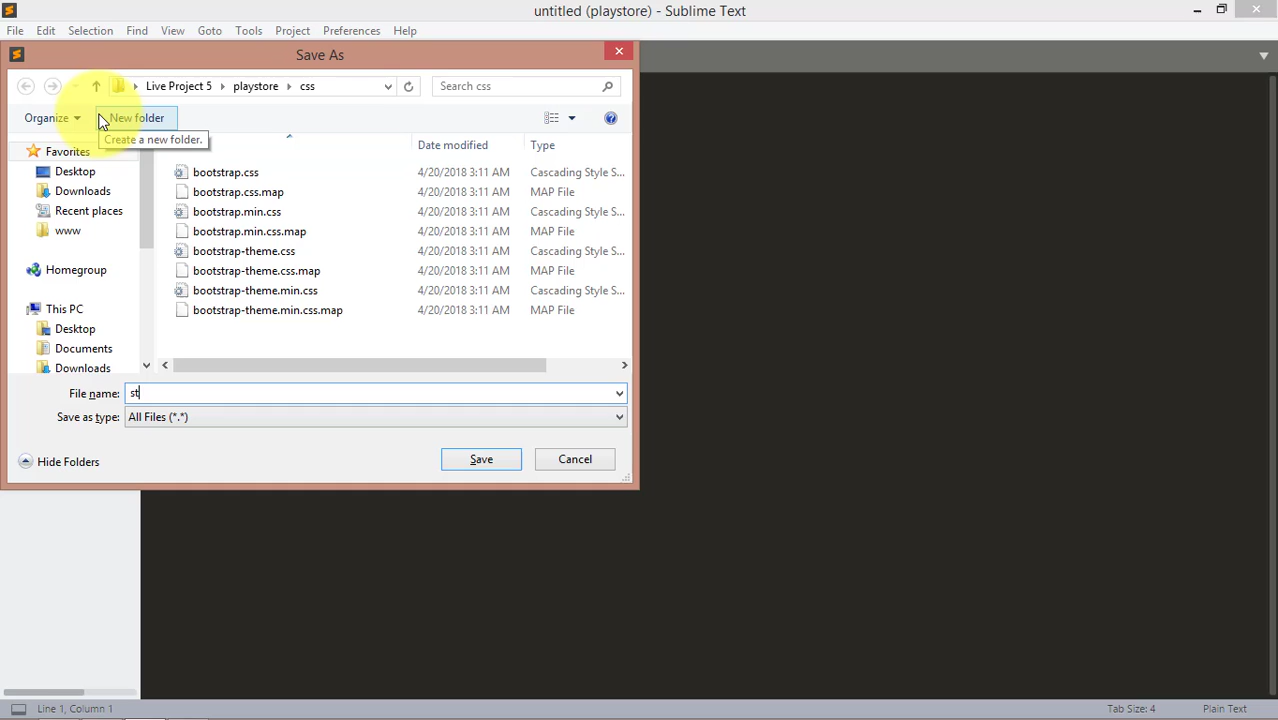 untitled (playstore) - Sublime Text
File Edit Selection Find View Goto Tools Project Preferences Help
Save As
Live Project 5 playstore css Search css
Organize New folder
Create a new folder.
Date modified Type
Favorites
Desktop
Downloads
Recent places
www
Homegroup
This PC
Desktop
Documents
Downloads
bootstrap.css 4/20/2018 3:11 AM Cascading Style S...
bootstrap.css.map 4/20/2018 3:11 AM MAP File
bootstrap.min.css 4/20/2018 3:11 AM Cascading Style S...
bootstrap.min.css.map 4/20/2018 3:11 AM MAP File
bootstrap-theme.css 4/20/2018 3:11 AM Cascading Style S...
bootstrap-theme.css.map 4/20/2018 3:11 AM MAP File
bootstrap-theme.min.css 4/20/2018 3:11 AM Cascading Style S...
bootstrap-theme.min.css.map 4/20/2018 3:11 AM MAP File
File name: st
Save as type: All Files (*.*)
Hide Folders Save Cancel
Line 1, Column 1 Tab Size: 4 Plain Text